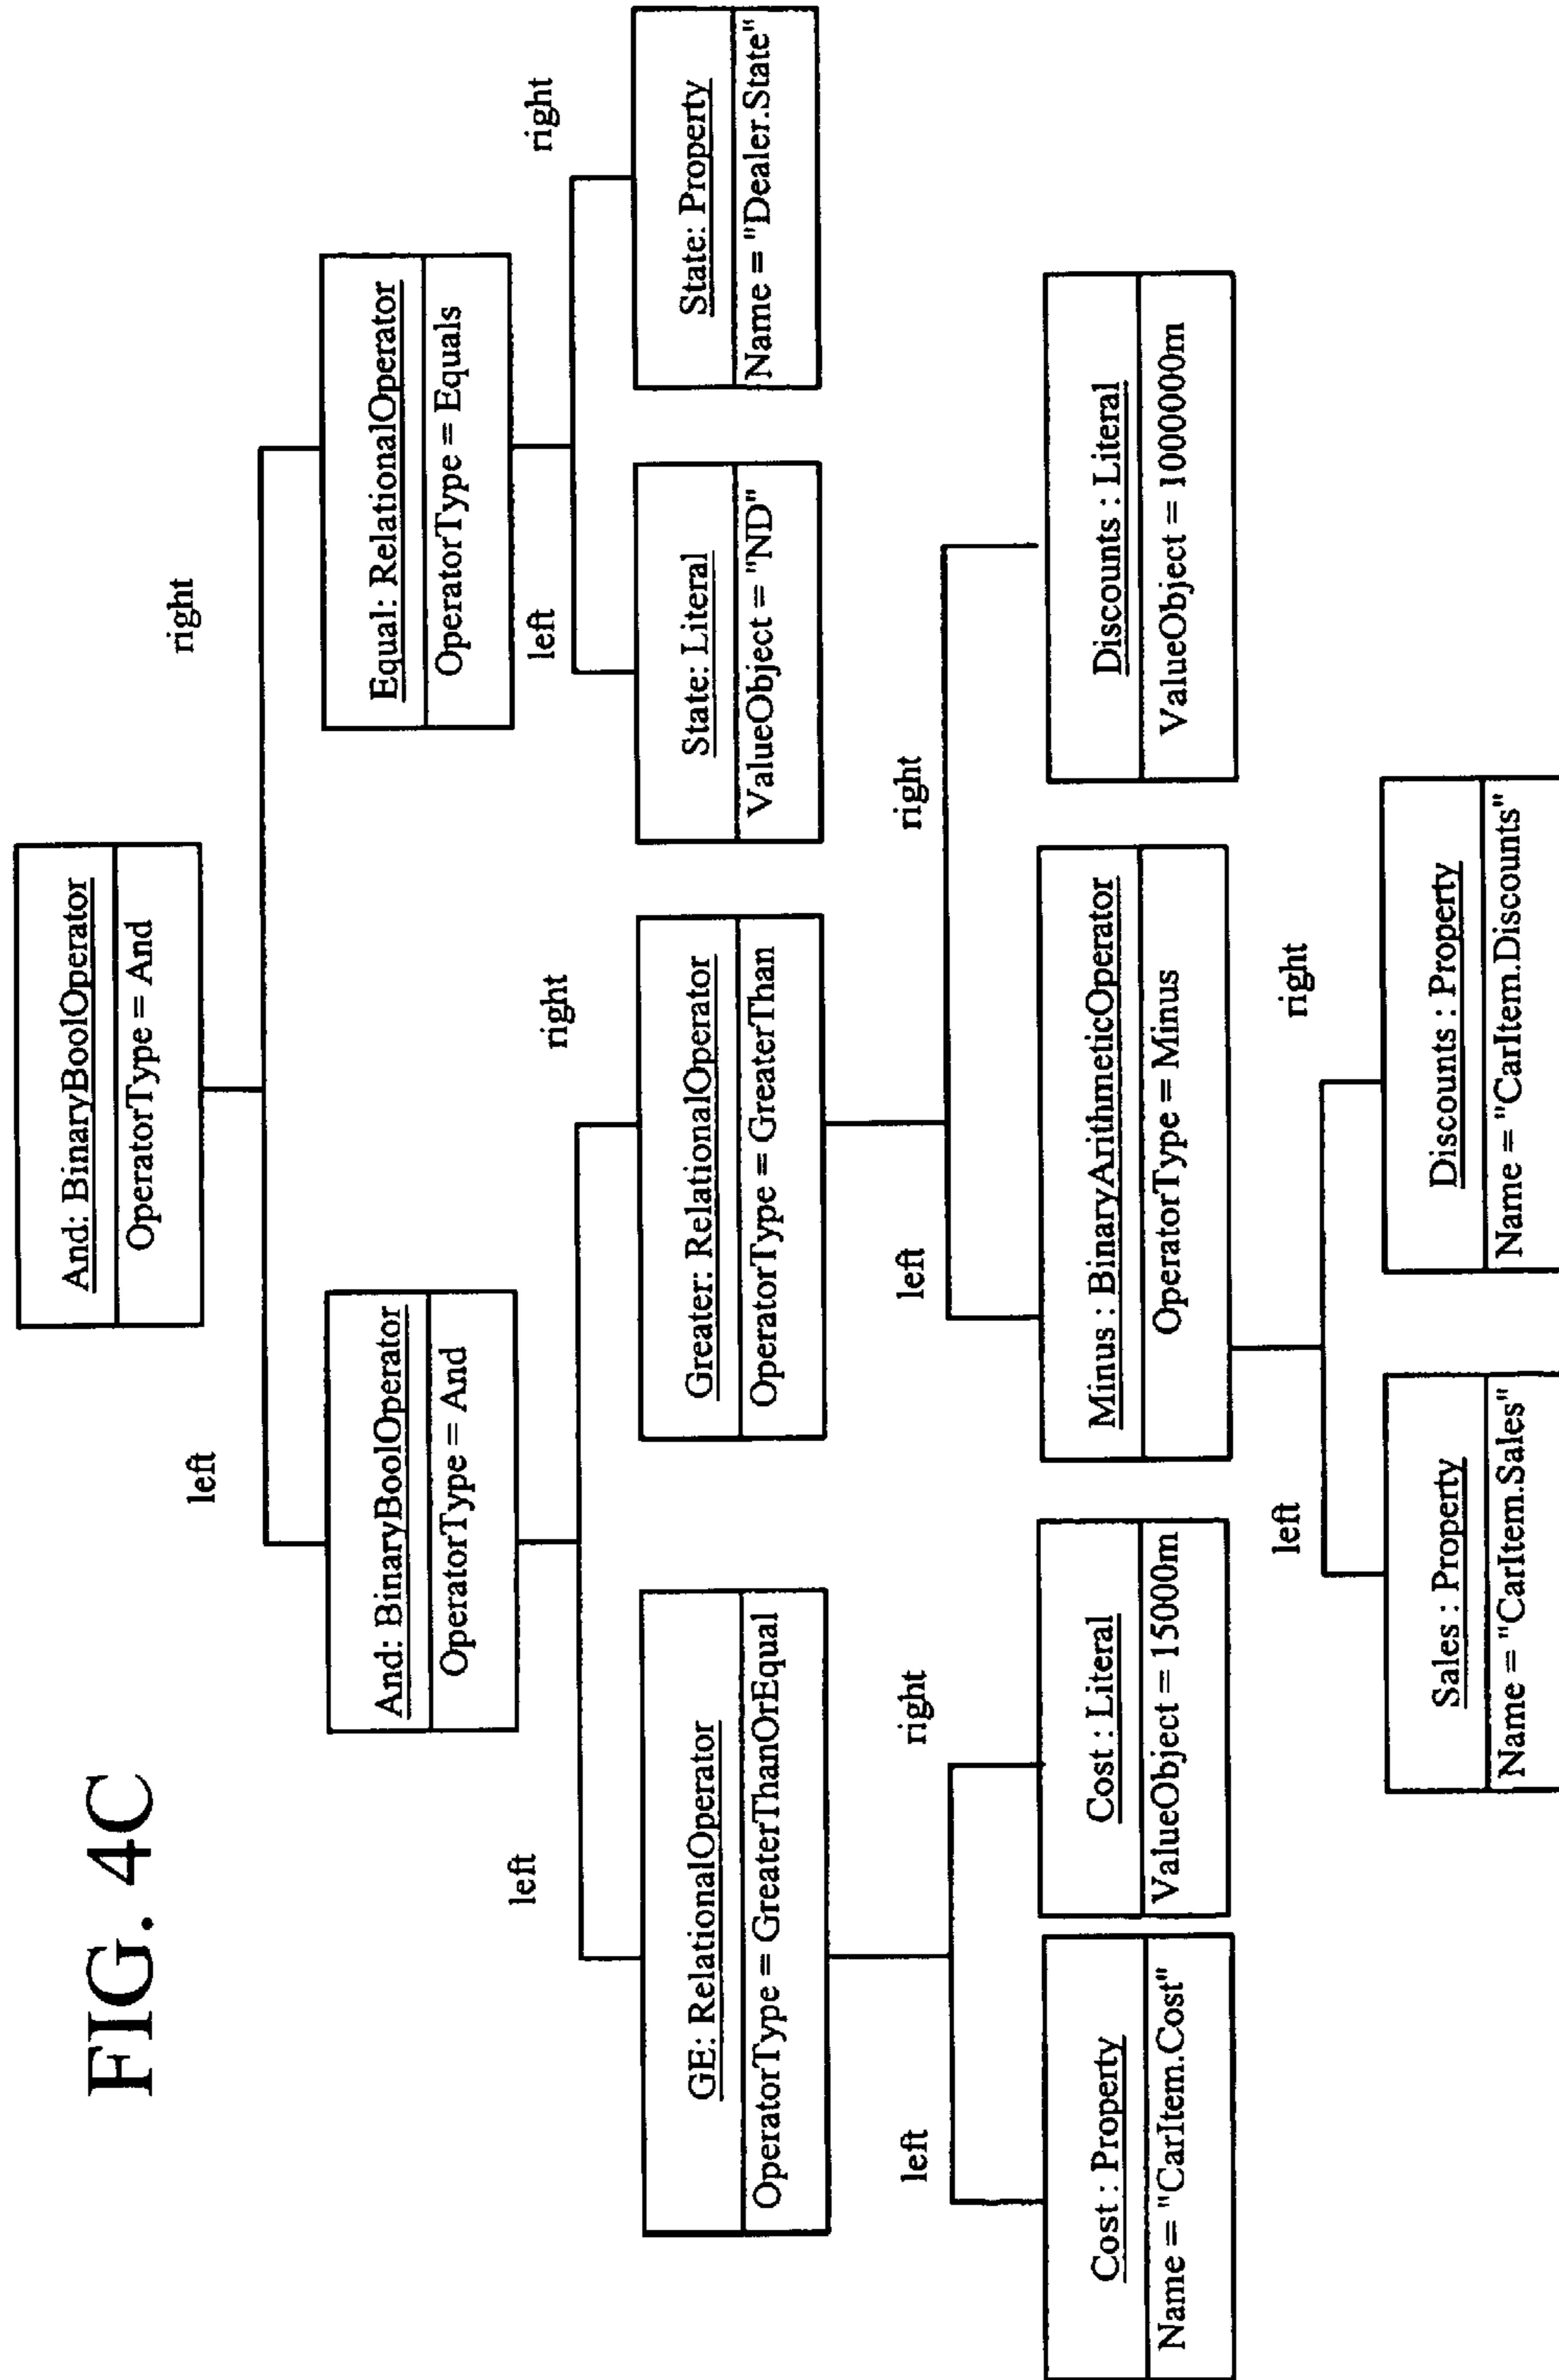 FIG. 4C
And: BinaryBoolOperator
OperatorType = And
left
right
And: BinaryBoolOperator
OperatorType = And
Equal: RelationalOperator
OperatorType = Equals
left
right
left
right
GE: RelationalOperator
OperatorType = GreaterThanOrEqual
Greater: RelationalOperator
OperatorType = GreaterThan
State: Literal
ValueObject = "ND"
State: Property
Name = "Dealer.State"
left
right
left
right
Cost : Property
Name = "CarItem.Cost"
Cost : Literal
ValueObject = 15000m
Minus : BinaryArithmeticOperator
OperatorType = Minus
Discounts : Literal
ValueObject = 1000000m
left
right
Sales : Property
Name = "CarItem.Sales"
Discounts : Property
Name = "CarItem.Discounts"